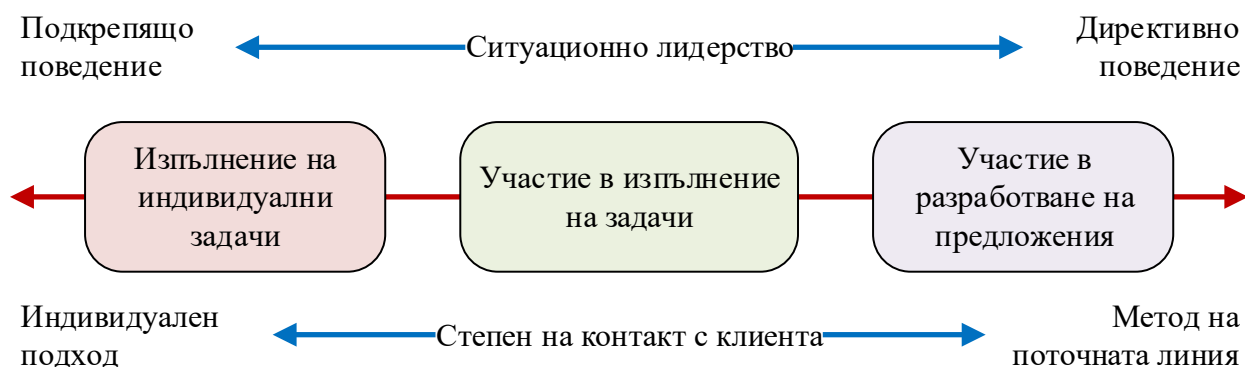 Подкрепящо
поведение
Ситуационно лидерство
Директивно
поведение
Изпълнение на
индивидуални
задачи
Участие в изпълнение
на задачи
Участие в
разработване на
предложения
Индивидуален
подход
Степен на контакт с клиента
Метод на
поточната линия